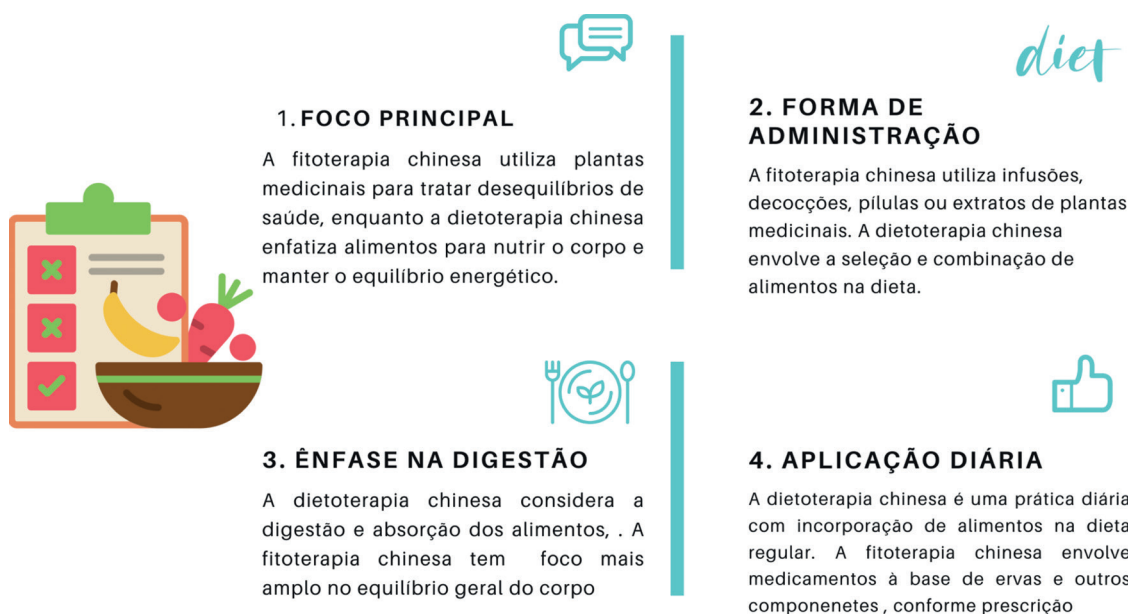 diet
1. FOCO PRINCIPAL
A fitoterapia chinesa utiliza plantas
medicinais para tratar desequilíbrios de
saúde, enquanto a dietoterapia chinesa
enfatiza alimentos para nutrir o corpo e
manter o equilíbrio energético.
2. FORMA DE
ADMINISTRAÇÃO
A fitoterapia chinesa utiliza infusões,
decocções, pílulas ou extratos de plantas
medicinais. A dietoterapia chinesa
envolve a seleção e combinação de
alimentos na dieta.
3. ÊNFASE NA DIGESTÃO
A dietoterapia chinesa considera a
digestão e absorção dos alimentos, . A
fitoterapia chinesa tem foco mais
amplo no equilíbrio geral do corpo
4. APLICAÇÃO DIÁRIA
A dietoterapia chinesa é uma prática diária
com incorporação de alimentos na dieta
regular. A fitoterapia chinesa envolve
medicamentos à base de ervas e outros
componenetes , conforme prescrição